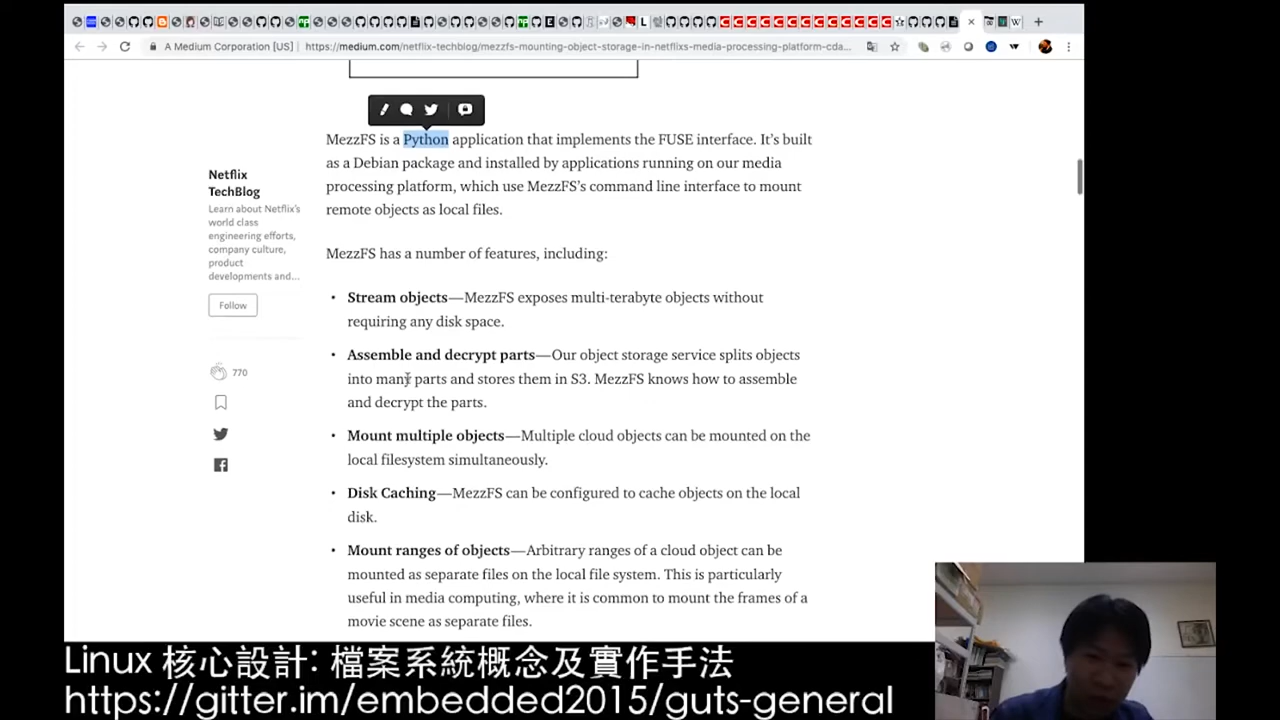 A Medium Corporation [US] | https://medium.com/netflix-techblog/mezzfs-mounting-object-storage-in-netflixs-media-processing-platform-cda...
MezzFS is a Python application that implements the FUSE interface. It's built
as a Debian package and installed by applications running on our media
processing platform, which use MezzFS's command line interface to mount
remote objects as local files.
Netflix
TechBlog
Learn about Netflix's
world class
engineering efforts,
company culture,
product
developments and...
Follow
770
MezzFS has a number of features, including:
• Stream objects—MezzFS exposes multi-terabyte objects without
requiring any disk space.
• Assemble and decrypt parts—Our object storage service splits objects
into many parts and stores them in S3. MezzFS knows how to assemble
and decrypt the parts.
• Mount multiple objects—Multiple cloud objects can be mounted on the
local filesystem simultaneously.
• Disk Caching—MezzFS can be configured to cache objects on the local
disk.
• Mount ranges of objects—Arbitrary ranges of a cloud object can be
mounted as separate files on the local file system. This is particularly
useful in media computing, where it is common to mount the frames of a
movie scene as separate files.
Linux 核心設計: 檔案系統概念及實作手法
https://gitter.im/embedded2015/guts-general